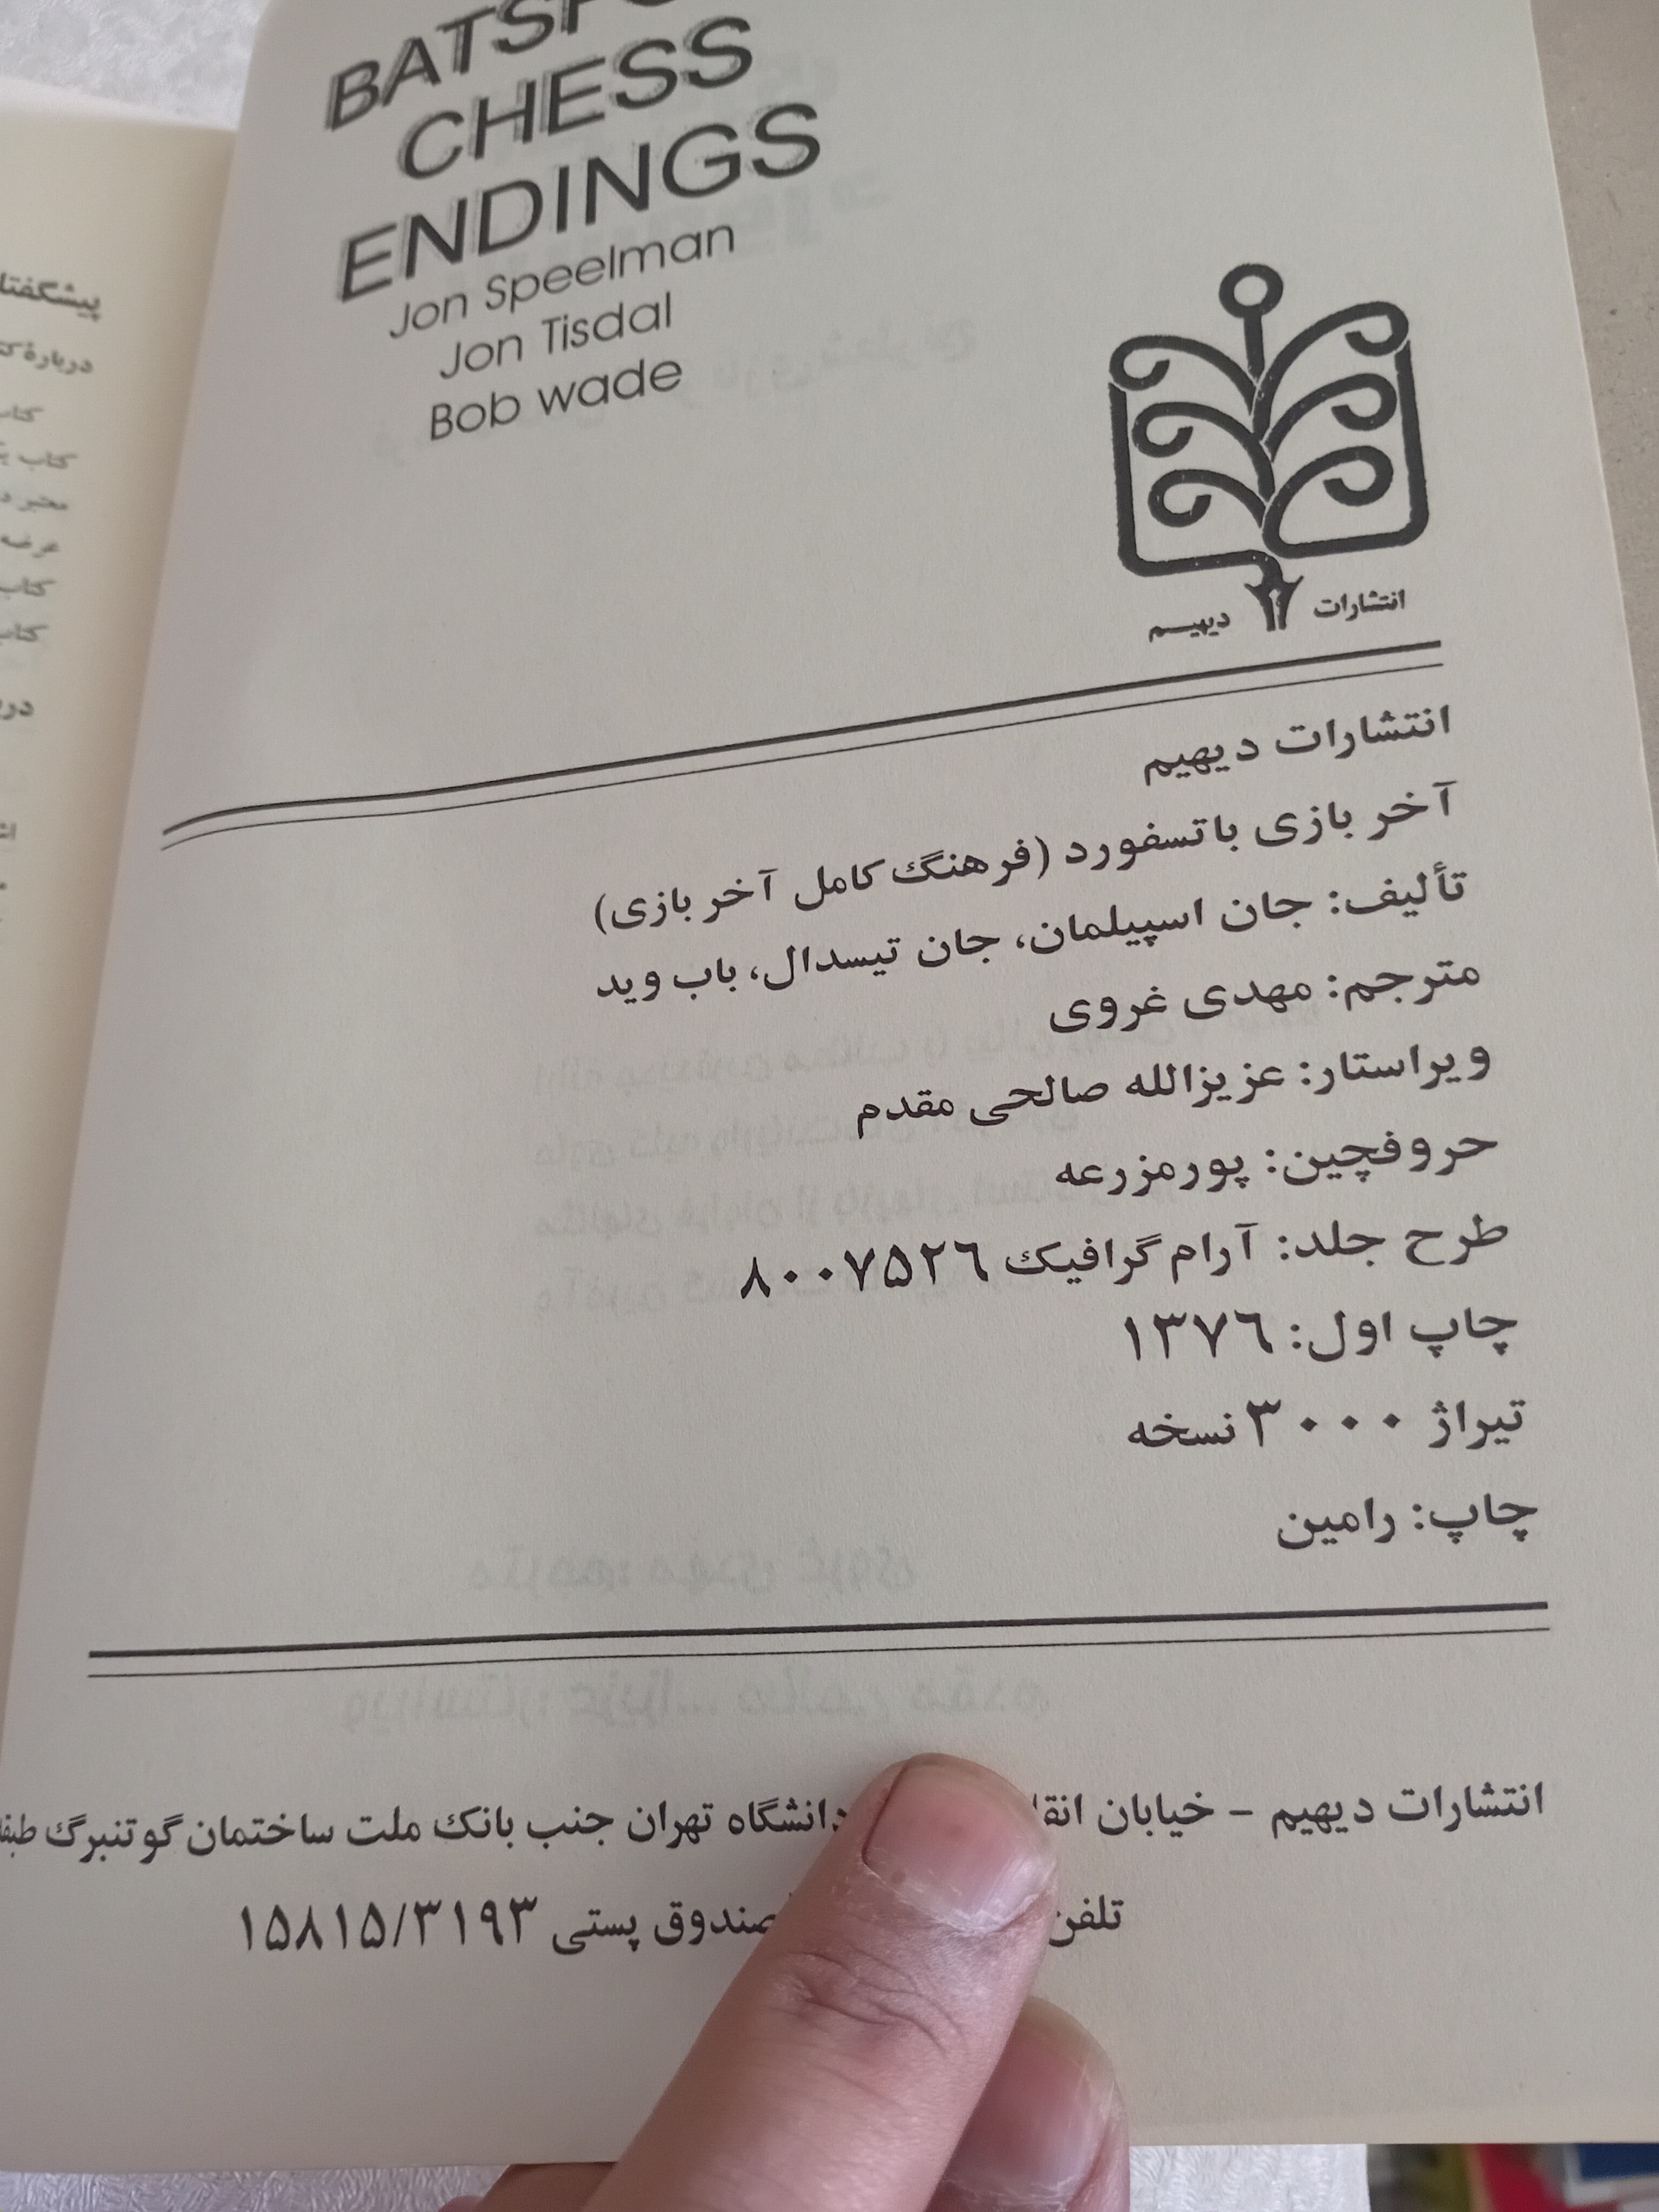 CHESS
ENDINGS
Jon Speelman
Jon Tisdal
Bob wade
انتشارات دیهیم
انتشارات دیهیم
آخر بازی باتسفورد (فرهنگ کامل آخر بازی)
تألیف: جان اسپیلمان، جان تیسدال، باب وید
مترجم: مهدی غروی
ویراستار: عزیزالله صالحی مقدم
حروفچین: پورمزرعه
طرح جلد: آرام گرافیک ۸۰۰۷۵۲۶
چاپ اول: ۱۳۷۶
تیراژ ۳۰۰۰ نسخه
چاپ: رامین
انتشارات دیهیم - خیابان دانشگاه تهران جنب بانک ملت ساختمان گوتنبرگ
تلفن صندوق پستی ۱۵۸۱۵/۳۱۹۳